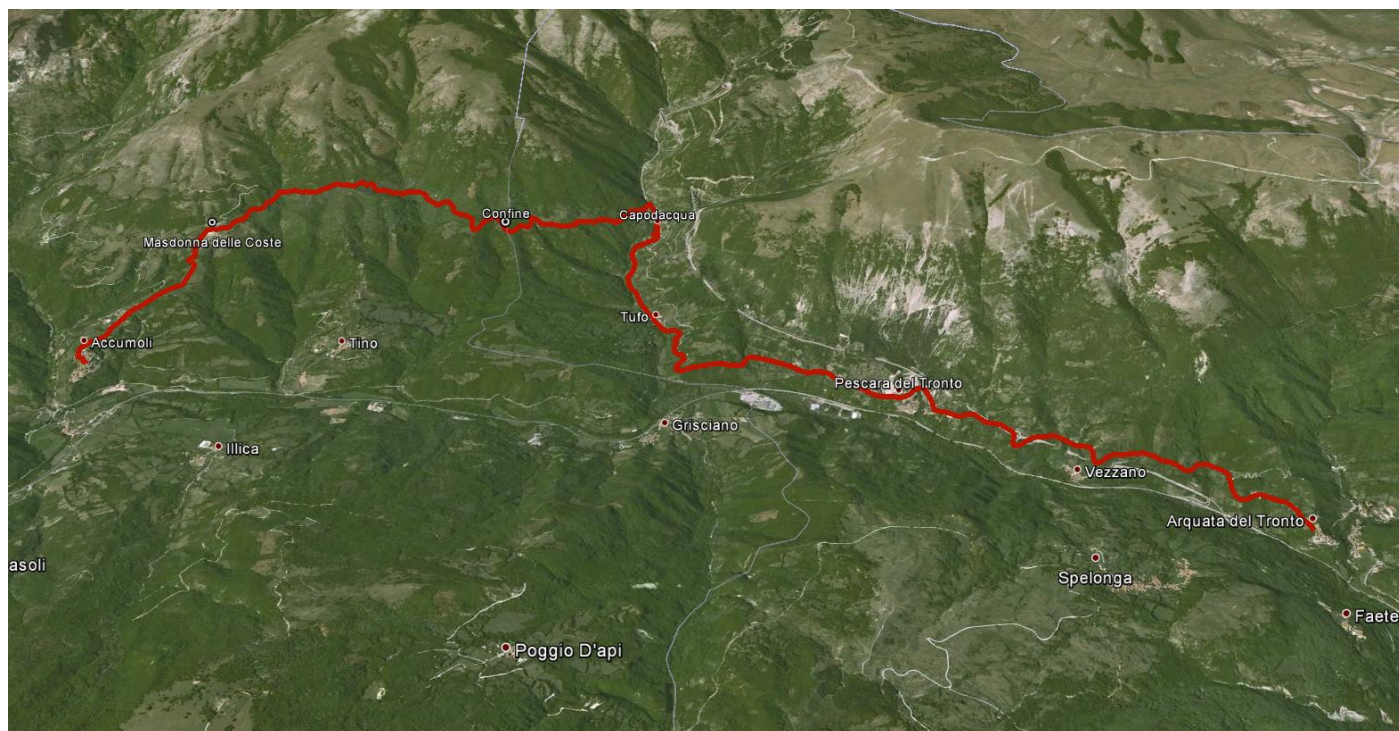 Confine
Capodacqua
Masdonna delle Coste
Tufo
Accumoli
Tino
Pescara del Tronto
Grisciano
Illica
Vezzano
Arquata del Tronto
asoli
Spelonga
Faete
Poggio D'api